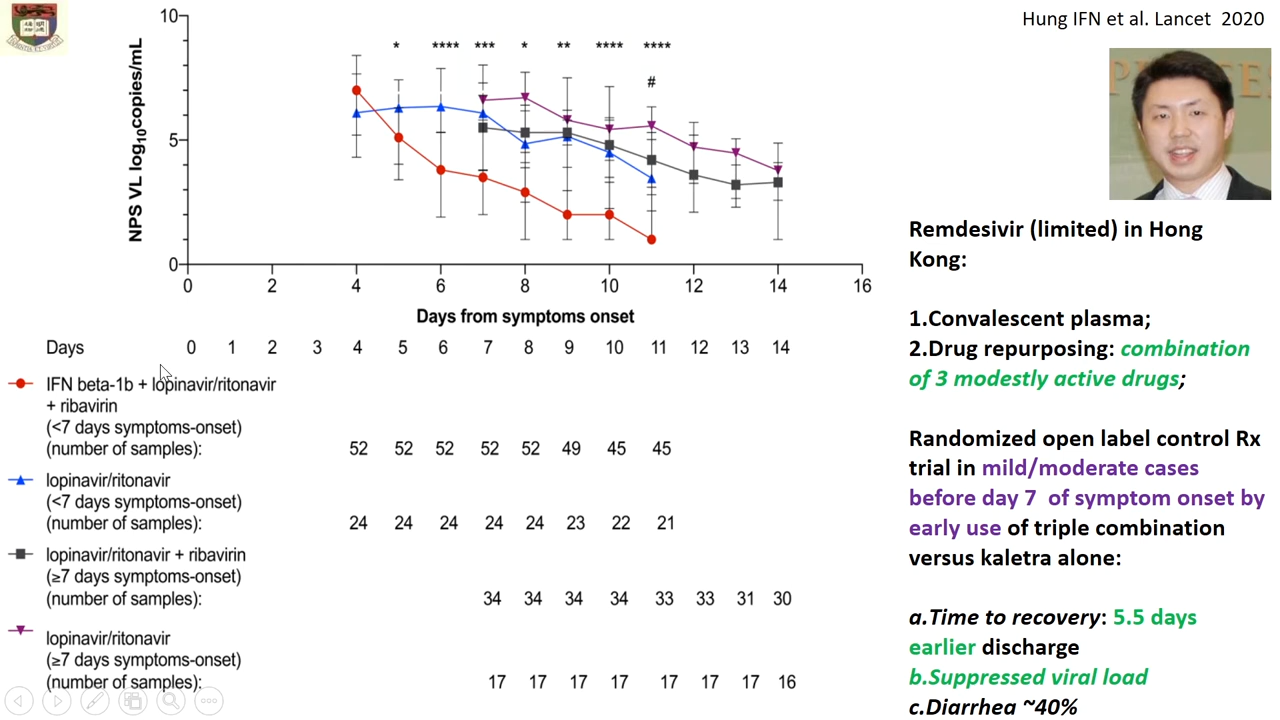 Hung IFN et al. Lancet 2020
NPS VL log10copies/mL
10
5
0
* **** *** * ** **** ****
#
0 2 4 6 8 10 12 14 16
Days from symptoms onset
Days 0 1 2 3 4 5 6 7 8 9 10 11 12 13 14
IFN beta-1b + lopinavir/ritonavir
+ ribavirin
(<7 days symptoms-onset)
(number of samples): 52 52 52 52 52 49 45 45
lopinavir/ritonavir
(<7 days symptoms-onset)
(number of samples): 24 24 24 24 24 23 22 21
lopinavir/ritonavir + ribavirin
(≥7 days symptoms-onset)
(number of samples): 34 34 34 34 33 33 31 30
lopinavir/ritonavir
(≥7 days symptoms-onset)
(number of samples): 17 17 17 17 17 17 17 16
Remdesivir (limited) in Hong
Kong:
1.Convalescent plasma;
2.Drug repurposing: combination
of 3 modestly active drugs;
Randomized open label control Rx
trial in mild/moderate cases
before day 7 of symptom onset by
early use of triple combination
versus kaletra alone:
a.Time to recovery: 5.5 days
earlier discharge
b.Suppressed viral load
c.Diarrhea ~40%